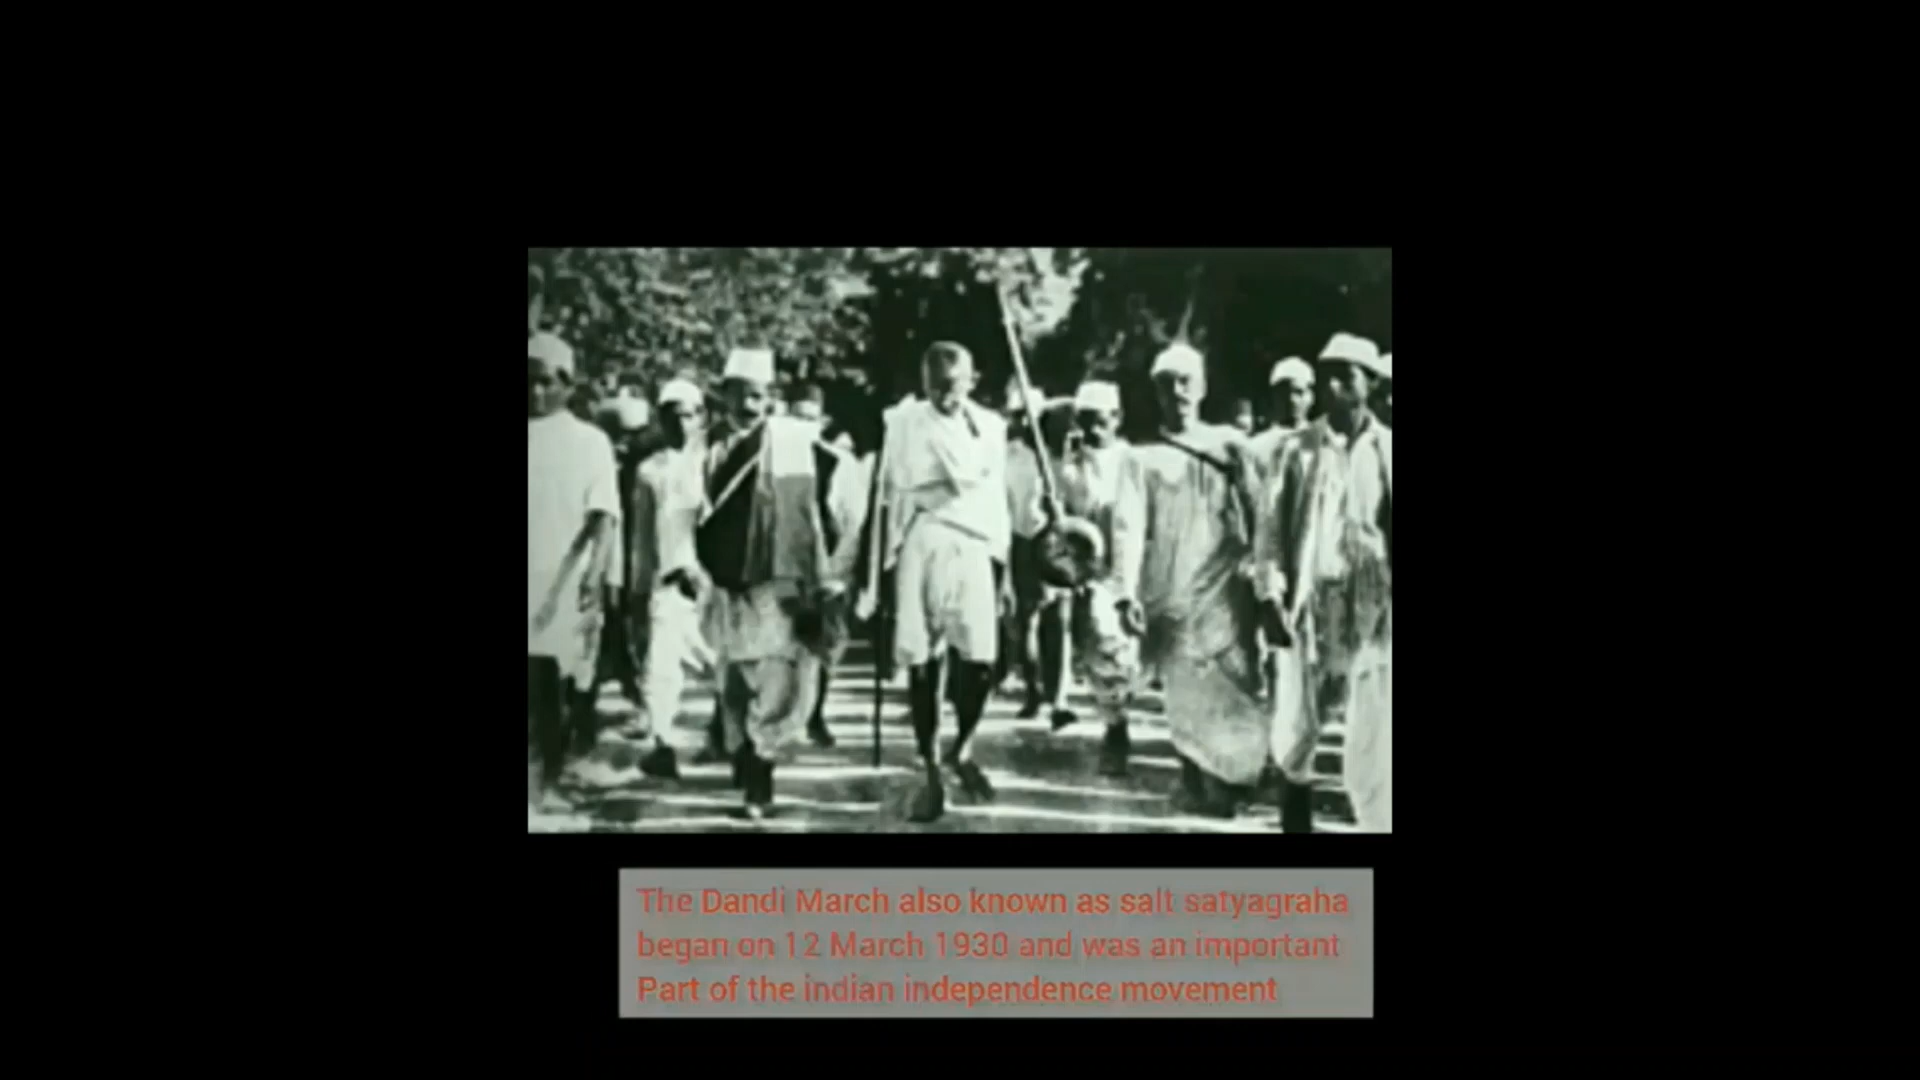 The Dandi March also known as salt satyagraha
began on 12 March 1930 and was an important
Part of the indian independence movement